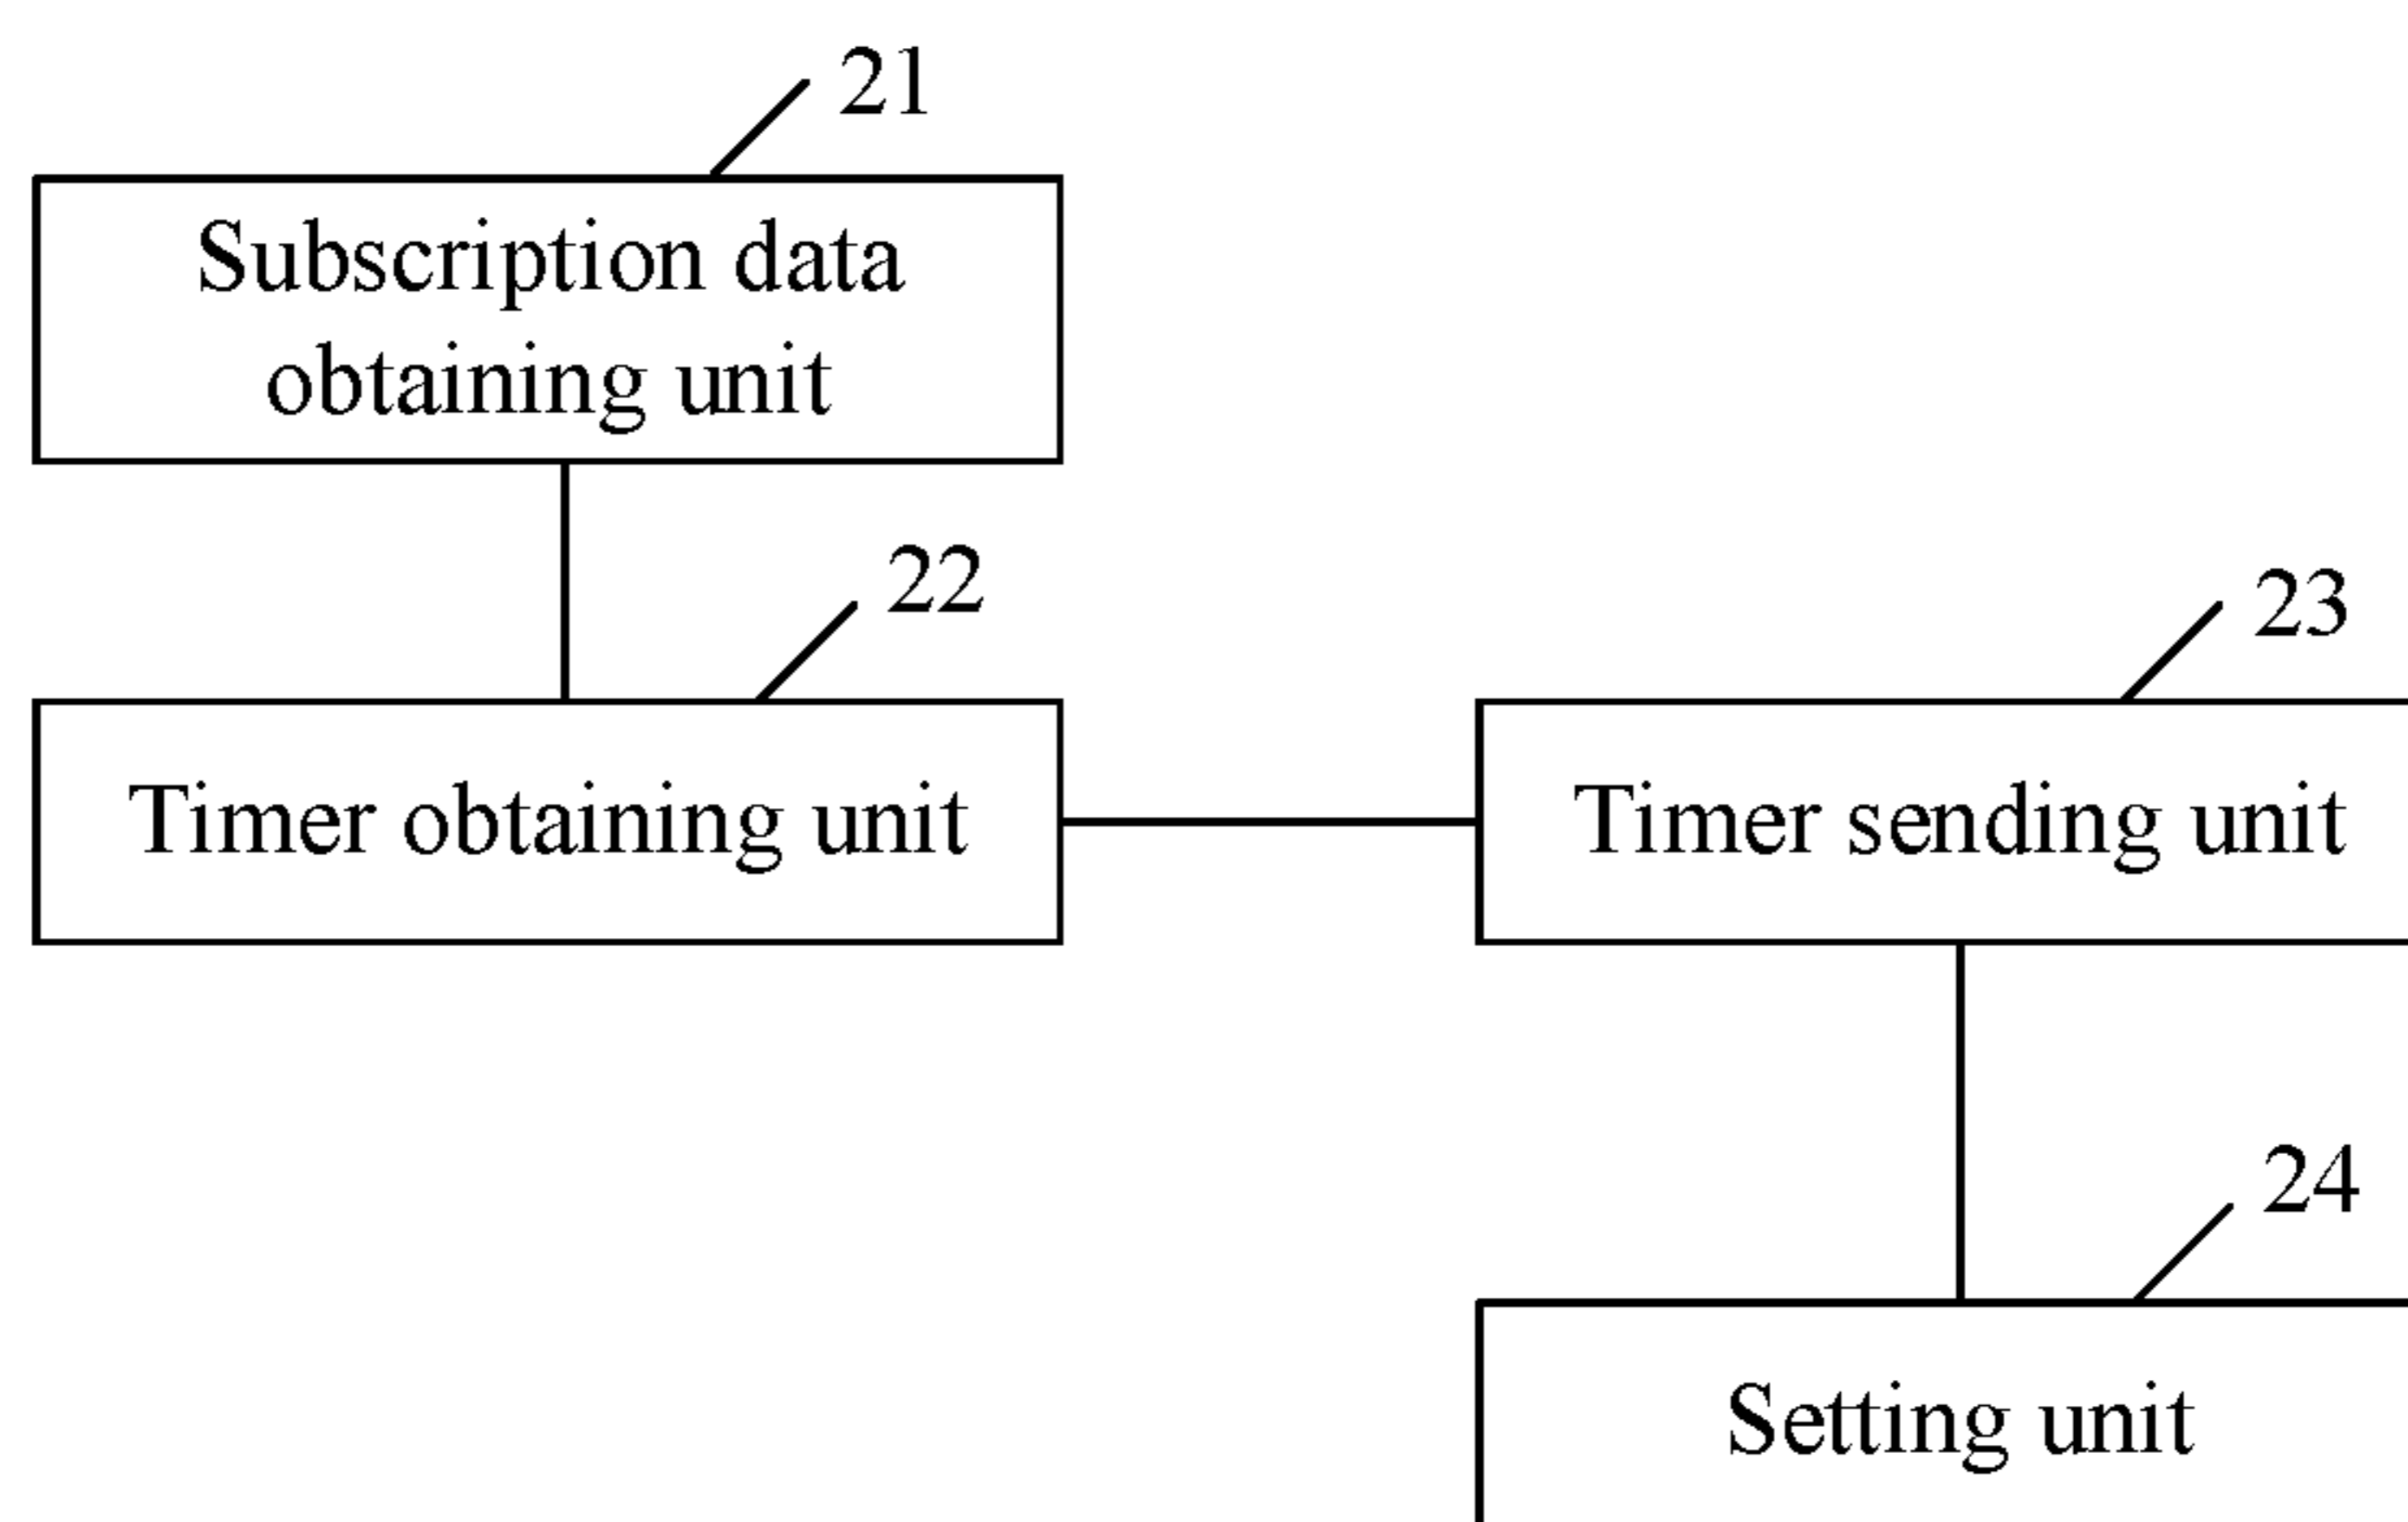 21
Subscription data
obtaining unit
22
Timer obtaining unit
23
Timer sending unit
24
Setting unit